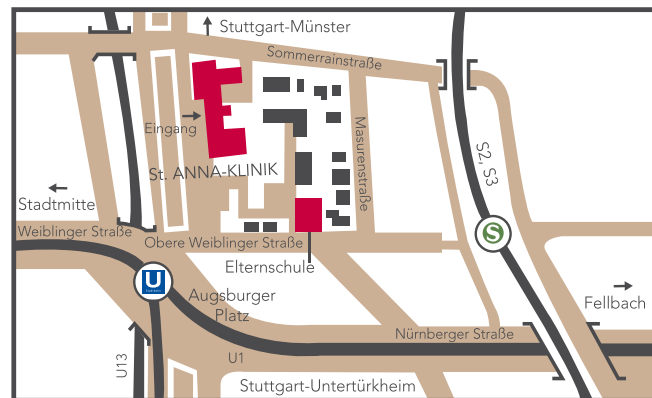 Stuttgart-Münster
Sommerrainstraße
Eingang
Masurenstraße
S2, S3
St. ANNA-KLINIK
Stadtmitte
Weiblinger Straße
Obere Weiblinger Straße
S
Elternschule
U
Augsburger
Platz
Fellbach
Nürnberger Straße
U13
U1
Stuttgart-Untertürkheim